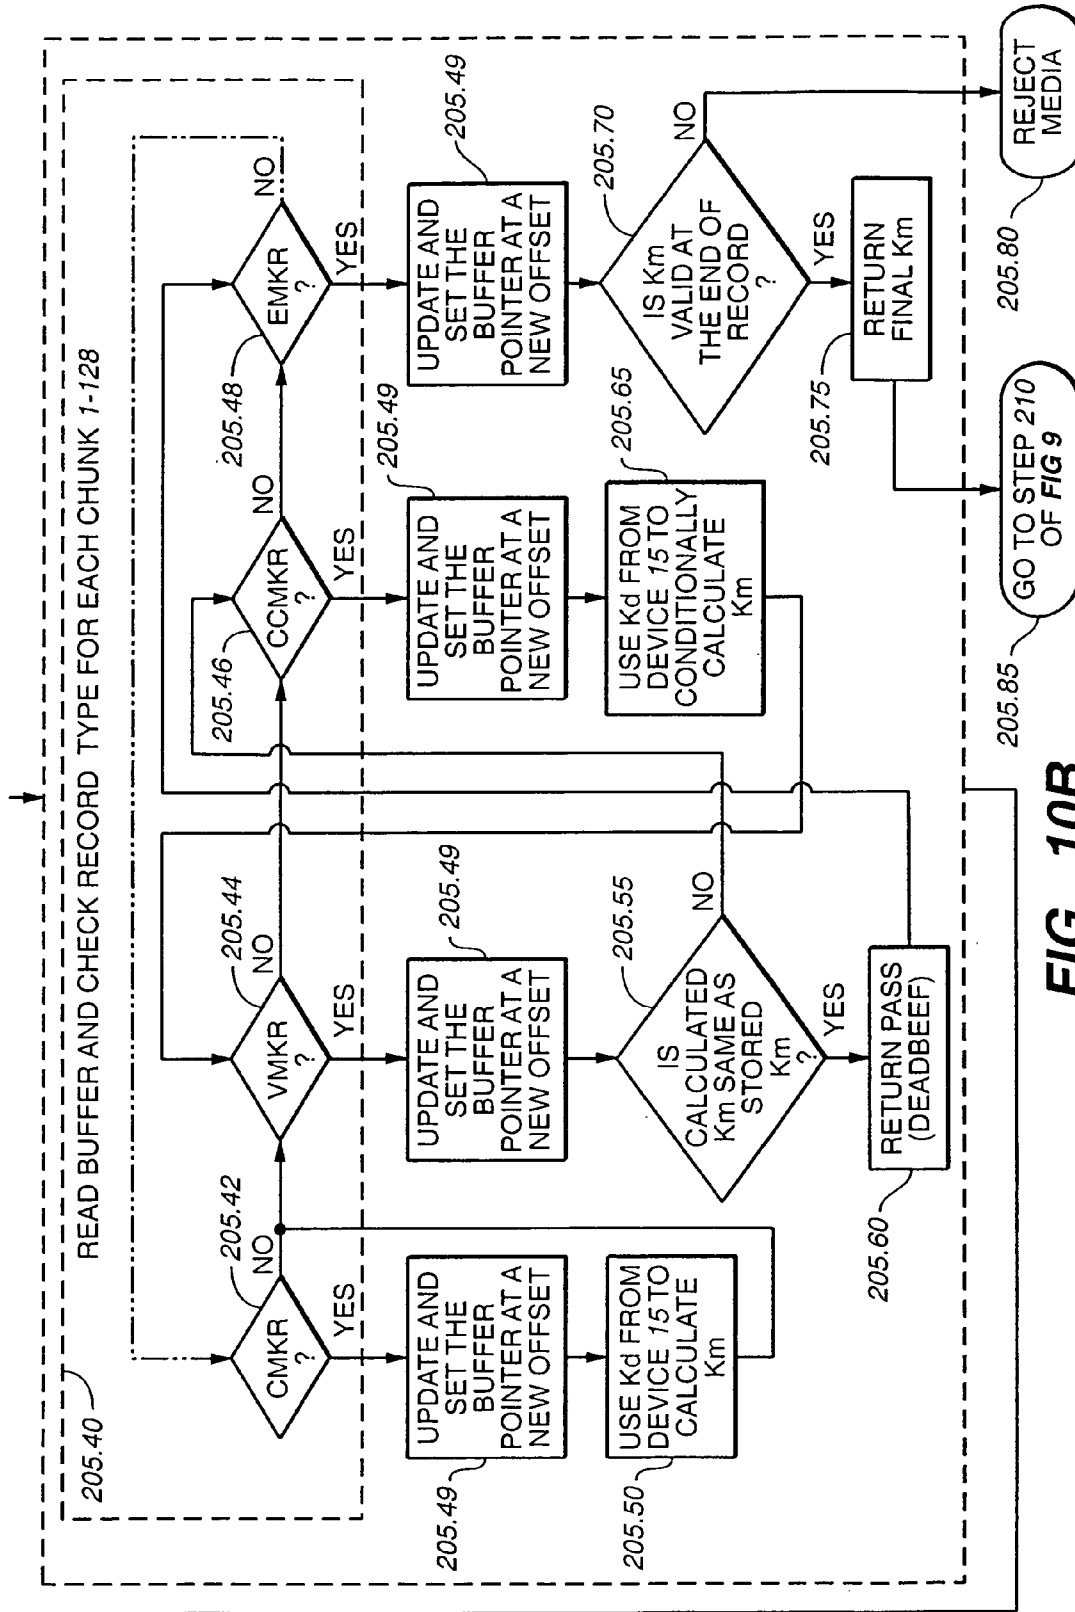 READ BUFFER AND CHECK RECORD TYPE FOR EACH CHUNK 1-128
205.40
CMKR
?
205.42
NO
YES
VMKR
?
205.44
NO
YES
CCMKR
?
205.46
NO
YES
EMKR
?
205.48
NO
YES
UPDATE AND
SET THE
BUFFER
POINTER AT A
NEW OFFSET
205.49
UPDATE AND
SET THE
BUFFER
POINTER AT A
NEW OFFSET
205.49
UPDATE AND
SET THE
BUFFER
POINTER AT A
NEW OFFSET
205.49
UPDATE AND
SET THE
BUFFER
POINTER AT A
NEW OFFSET
205.49
USE Kd FROM
DEVICE 15 TO
CALCULATE
Km
205.50
IS
CALCULATED
Km SAME AS
STORED
Km
?
205.55
NO
YES
USE Kd FROM
DEVICE 15 TO
CONDITIONALLY
CALCULATE
Km
205.65
IS Km
VALID AT
THE END OF
RECORD
?
205.70
NO
YES
RETURN PASS
(DEADBEEF)
205.60
RETURN
FINAL Km
205.75
GO TO STEP 210
OF FIG 9
205.85
REJECT
MEDIA
205.80
FIG._10B